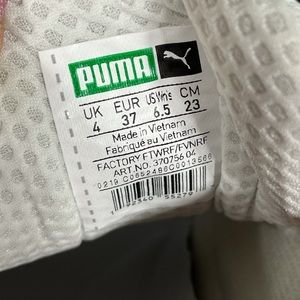 PUMA
UK EUR US Wns CM
4 37 6.5 23
Made in Vietnam
Fabriqué au Vietnam
FACTORY FTWRF/FVNRF
ART.NO. 370756 04